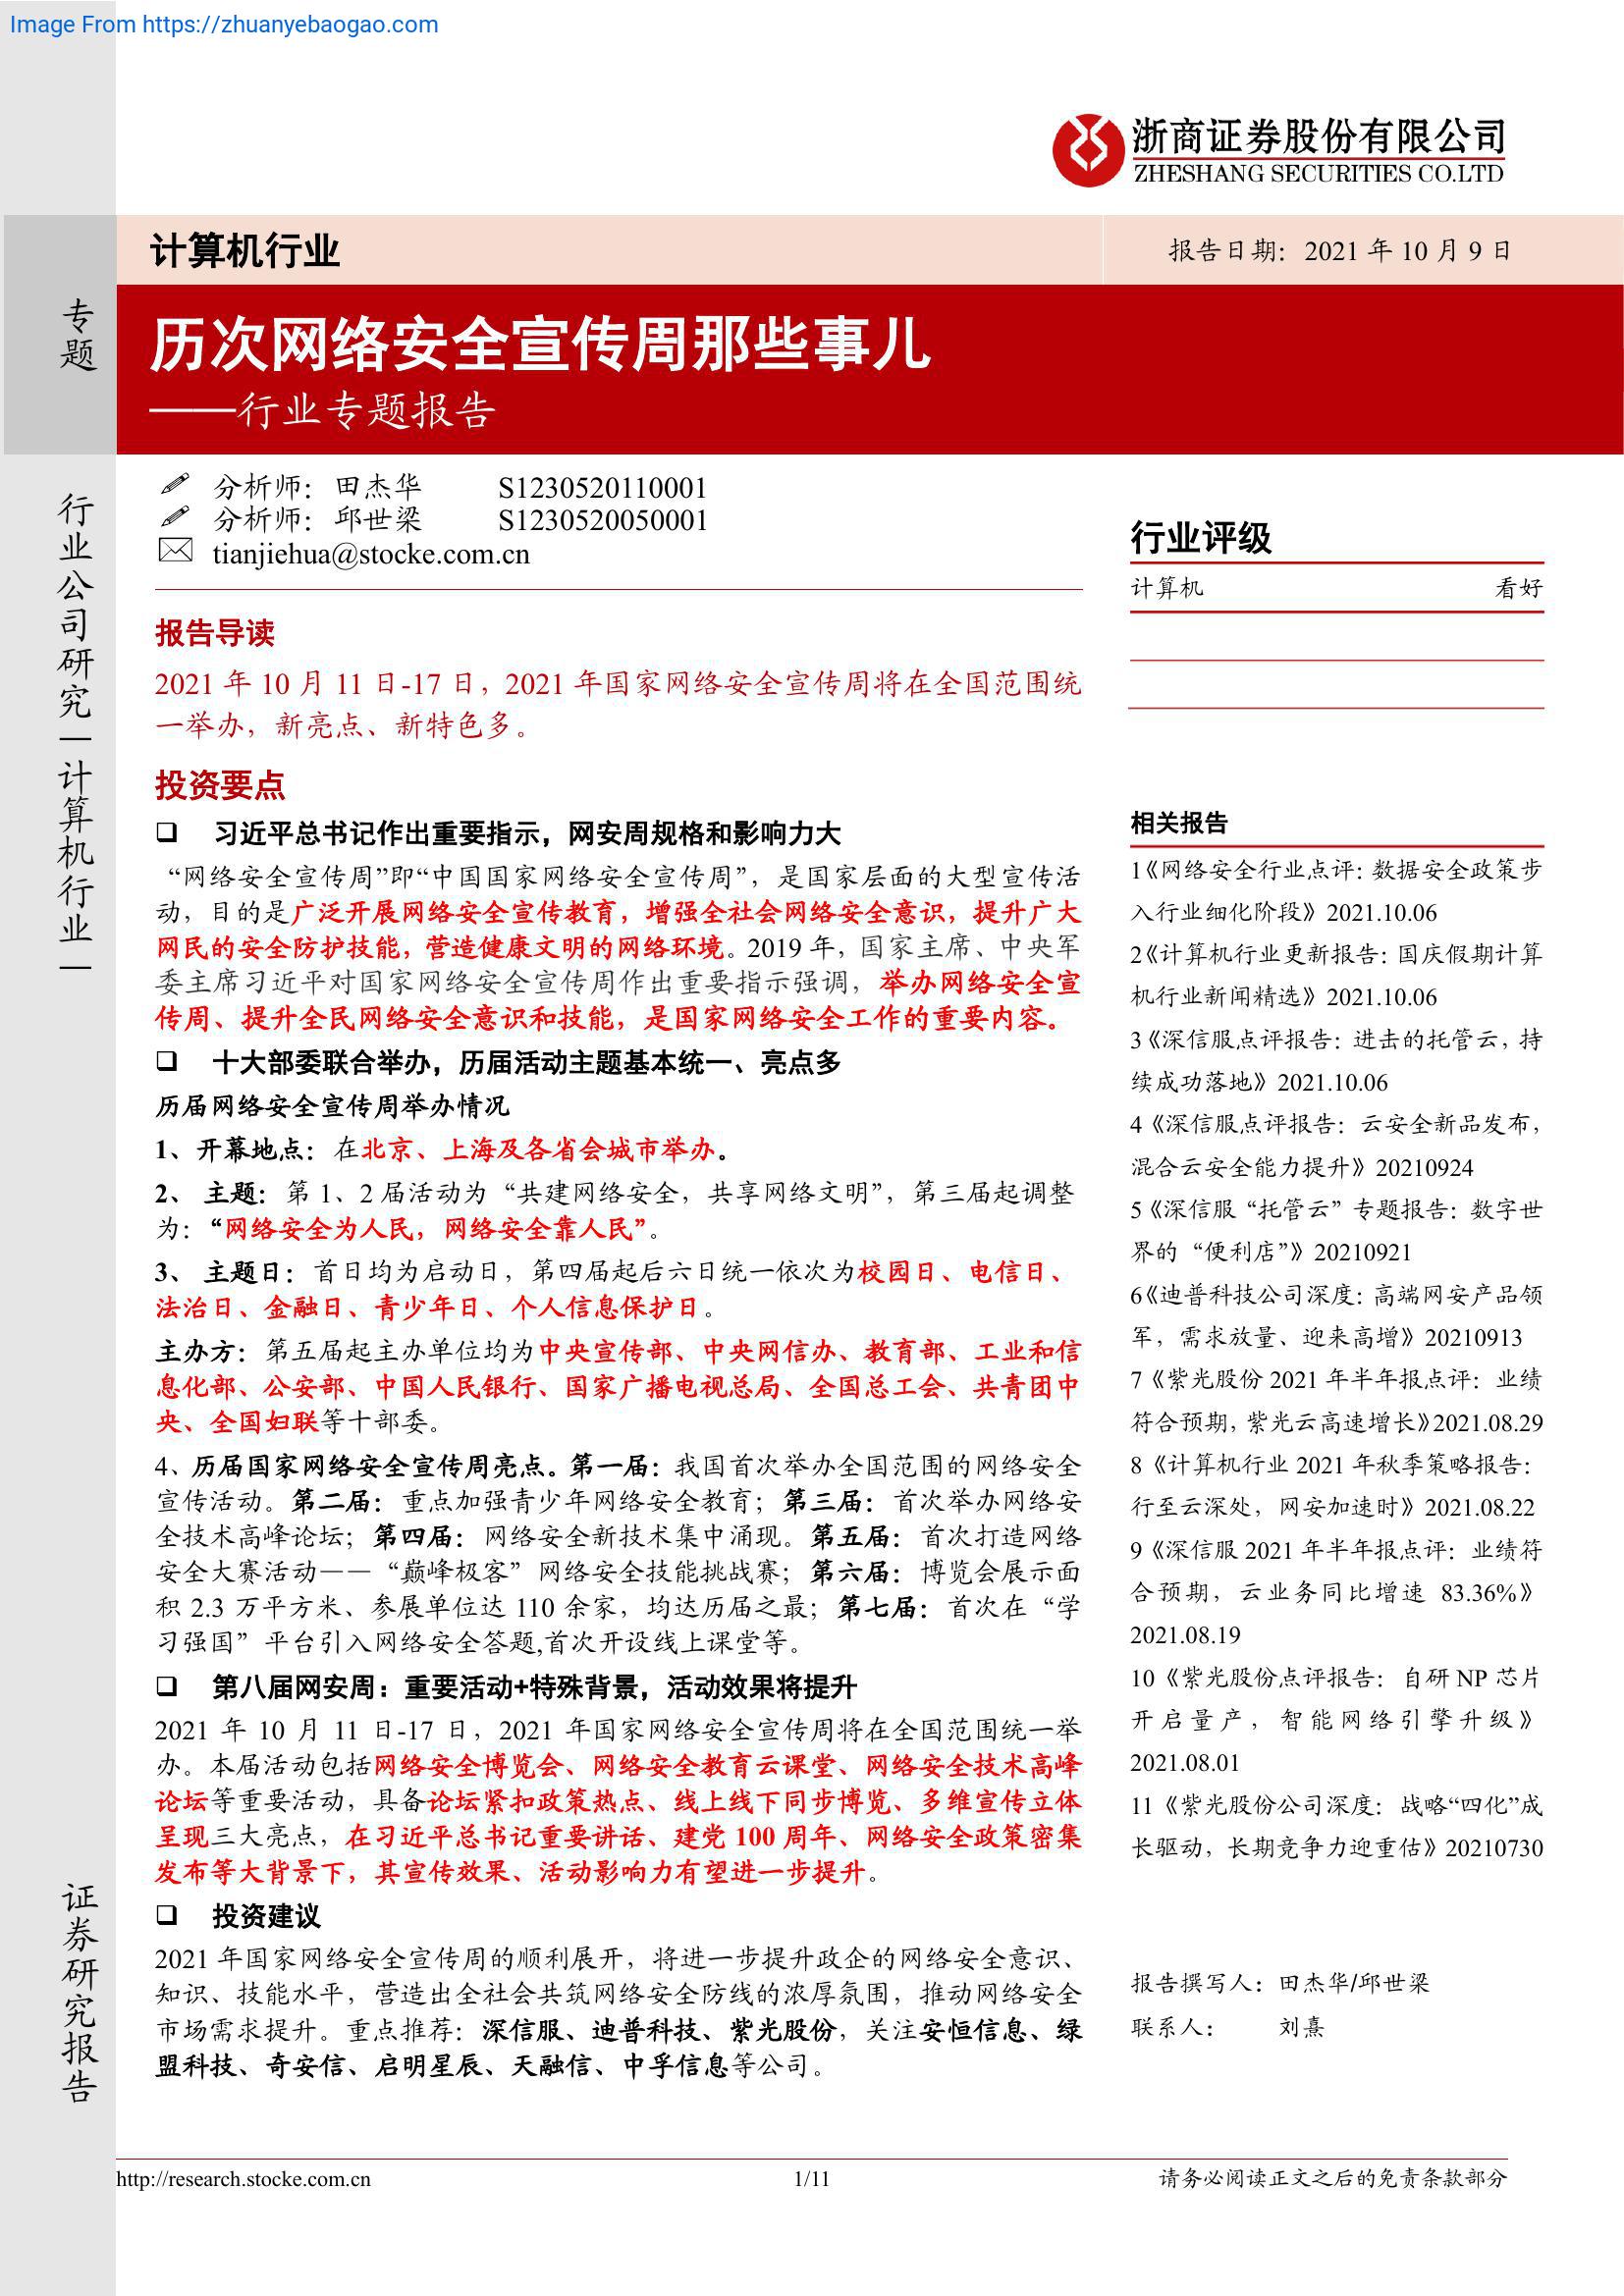 Image From https://zhuanyebaogao.com
浙商证券股份有限公司
ZHESHANG SECURITIES CO.LTD
计算机行业
报告日期：2021 年 10 月 9 日
专题
历次网络安全宣传周那些事儿
——行业专题报告
行业公司研究｜计算机行业｜
证券研究报告
分析师：田杰华 S1230520110001
分析师：邱世梁 S1230520050001
tianjiehua@stocke.com.cn
报告导读
2021 年 10 月 11 日-17 日，2021 年国家网络安全宣传周将在全国范围统
一举办，新亮点、新特色多。
投资要点
❑ 习近平总书记作出重要指示，网安周规格和影响力大
“网络安全宣传周”即“中国国家网络安全宣传周”，是国家层面的大型宣传活
动，目的是广泛开展网络安全宣传教育，增强全社会网络安全意识，提升广大
网民的安全防护技能，营造健康文明的网络环境。2019 年，国家主席、中央军
委主席习近平对国家网络安全宣传周作出重要指示强调，举办网络安全宣
传周、提升全民网络安全意识和技能，是国家网络安全工作的重要内容。
❑ 十大部委联合举办，历届活动主题基本统一、亮点多
历届网络安全宣传周举办情况
1、开幕地点：在北京、上海及各省会城市举办。
2、 主题：第 1、2 届活动为“共建网络安全，共享网络文明”，第三届起调整
为：“网络安全为人民，网络安全靠人民”。
3、 主题日：首日均为启动日，第四届起后六日统一依次为校园日、电信日、
法治日、金融日、青少年日、个人信息保护日。
主办方：第五届起主办单位均为中央宣传部、中央网信办、教育部、工业和信
息化部、公安部、中国人民银行、国家广播电视总局、全国总工会、共青团中
央、全国妇联等十部委。
4、历届国家网络安全宣传周亮点。第一届：我国首次举办全国范围的网络安全
宣传活动。第二届：重点加强青少年网络安全教育；第三届：首次举办网络安
全技术高峰论坛；第四届：网络安全新技术集中涌现。第五届：首次打造网络
安全大赛活动——“巅峰极客”网络安全技能挑战赛；第六届：博览会展示面
积 2.3 万平方米、参展单位达 110 余家，均达历届之最；第七届：首次在“学
习强国”平台引入网络安全答题,首次开设线上课堂等。
❑ 第八届网安周：重要活动+特殊背景，活动效果将提升
2021 年 10 月 11 日-17 日，2021 年国家网络安全宣传周将在全国范围统一举
办。本届活动包括网络安全博览会、网络安全教育云课堂、网络安全技术高峰
论坛等重要活动，具备论坛紧扣政策热点、线上线下同步博览、多维宣传立体
呈现三大亮点，在习近平总书记重要讲话、建党 100 周年、网络安全政策密集
发布等大背景下，其宣传效果、活动影响力有望进一步提升。
❑ 投资建议
2021 年国家网络安全宣传周的顺利展开，将进一步提升政企的网络安全意识、
知识、技能水平，营造出全社会共筑网络安全防线的浓厚氛围，推动网络安全
市场需求提升。重点推荐：深信服、迪普科技、紫光股份，关注安恒信息、绿
盟科技、奇安信、启明星辰、天融信、中孚信息等公司。
行业评级
计算机 看好
相关报告
1《网络安全行业点评：数据安全政策步
入行业细化阶段》2021.10.06
2《计算机行业更新报告：国庆假期计算
机行业新闻精选》2021.10.06
3《深信服点评报告：进击的托管云，持
续成功落地》2021.10.06
4《深信服点评报告：云安全新品发布，
混合云安全能力提升》20210924
5《深信服“托管云”专题报告：数字世
界的“便利店”》20210921
6《迪普科技公司深度：高端网安产品领
军，需求放量、迎来高增》20210913
7《紫光股份 2021 年半年报点评：业绩
符合预期，紫光云高速增长》2021.08.29
8《计算机行业 2021 年秋季策略报告：
行至云深处，网安加速时》2021.08.22
9《深信服 2021 年半年报点评：业绩符
合预期，云业务同比增速 83.36%》
2021.08.19
10《紫光股份点评报告：自研 NP 芯片
开启量产，智能网络引擎升级》
2021.08.01
11《紫光股份公司深度：战略“四化”成
长驱动，长期竞争力迎重估》20210730
报告撰写人：田杰华/邱世梁
联系人： 刘熹
http://research.stocke.com.cn
1/11
请务必阅读正文之后的免责条款部分